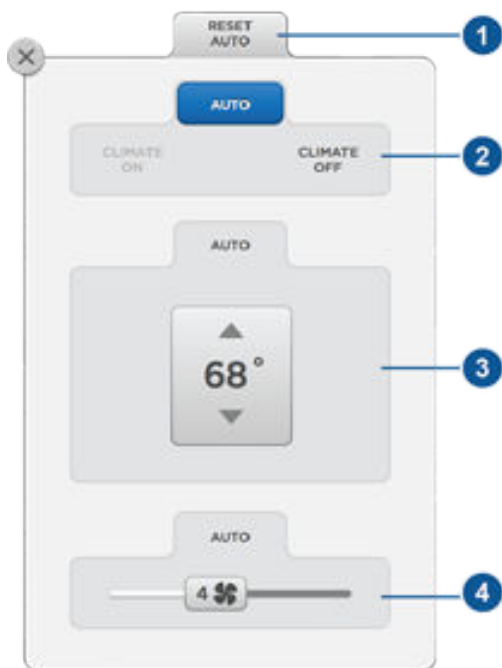 RESET
AUTO
1
AUTO
CLIMATE
ON
CLIMATE
OFF
2
AUTO
68°
3
AUTO
4
4